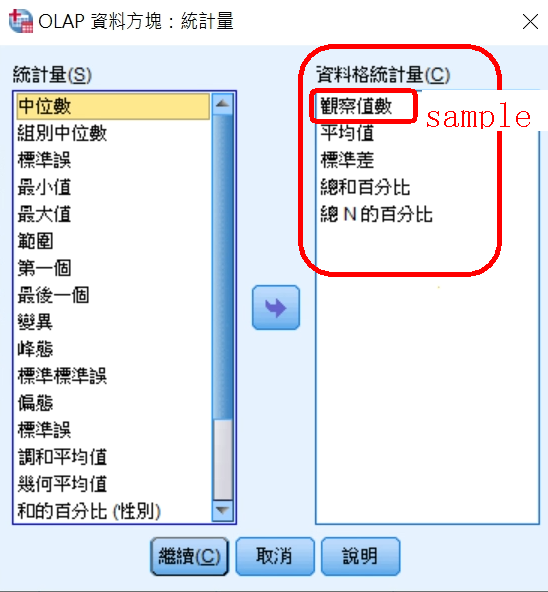 OLAP 資料方塊：統計量
統計量(S)
中位數
組別中位數
標準誤
最小值
最大值
範圍
第一個
最後一個
變異
峰態
標準標準誤
偏態
標準誤
調和平均值
幾何平均值
和的百分比 (性別)
資料格統計量(C)
觀察值數
sample
平均值
標準差
總和百分比
總 N 的百分比
繼續(C)
取消
說明